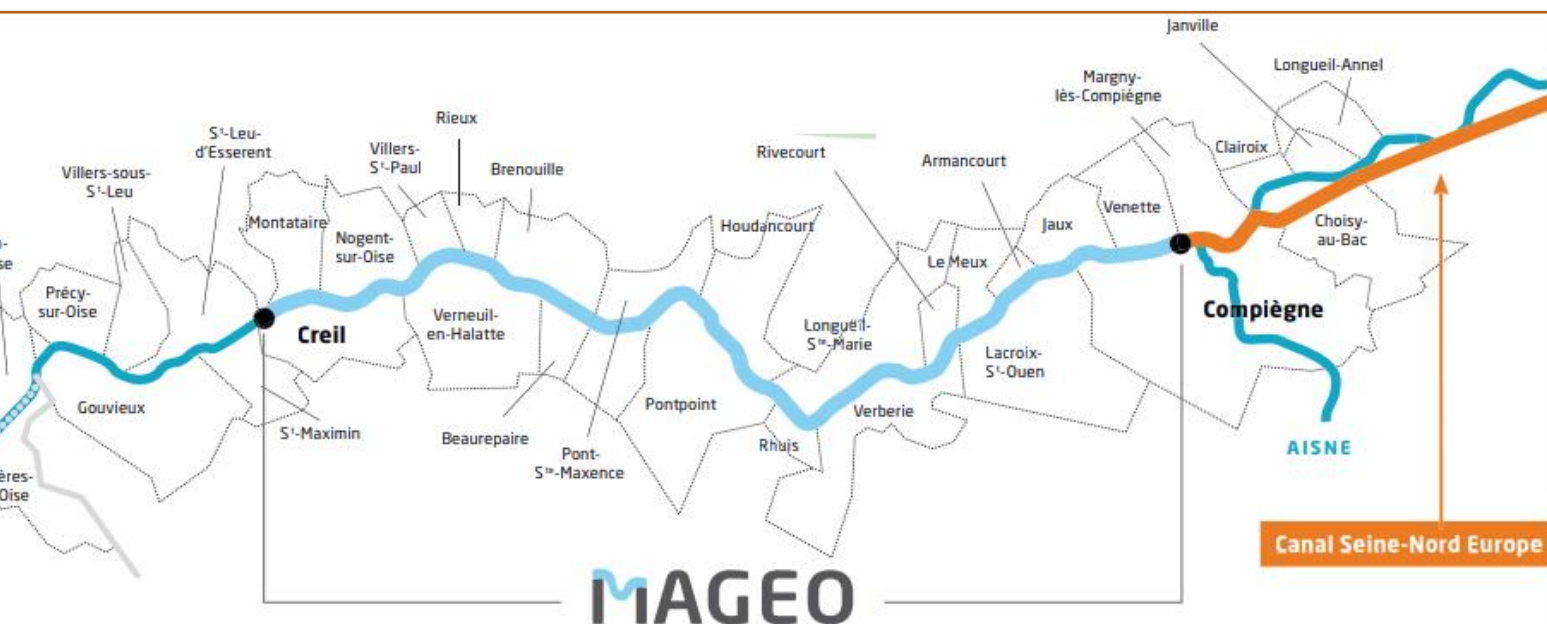 Janville
Longueil-Annel
Margny-
lès-Compiègne
Rieux
Sᵗ-Leu-
d'Esserent
Villers-
Sᵗ-Paul
Clairoix
Rivecourt
Armancourt
Villers-sous-
Sᵗ-Leu
Brenouille
Venette
Montataire
Houdancourt
Jaux
Choisy-
au-Bac
Nogent-
sur-Oise
Le Meux
Précy-
sur-Oise
Compiègne
Verneuil-
en-Halatte
Creil
Longueil-
Sᵗᵉ-Marie
Lacroix-
Sᵗ-Ouen
Gouvieux
Pontpoint
Verberie
Sᵗ-Maximin
Beaurepaire
Rhuis
AISNE
Pont-
Sᵗᵉ-Maxence
Canal Seine-Nord Europe
MAGEO